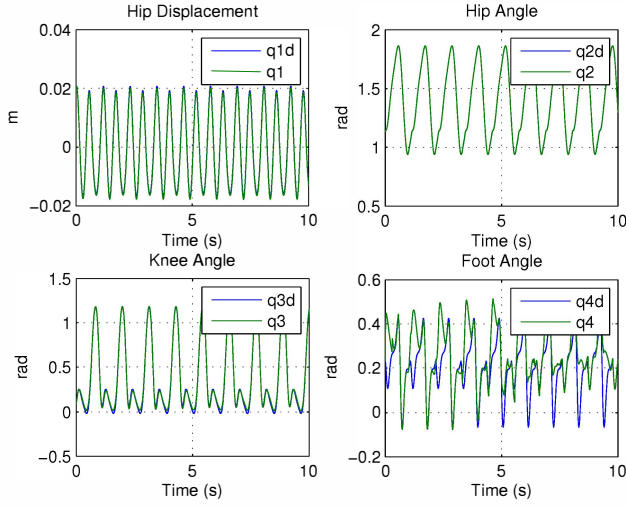 Hip Displacement
0.04
0.02
0
−0.02
m
q1d
q1
0
5
10
Time (s)
Hip Angle
2
1.5
1
0.5
rad
q2d
q2
0
5
10
Time (s)
Knee Angle
1.5
1
0.5
0
−0.5
rad
q3d
q3
0
5
10
Time (s)
Foot Angle
0.6
0.4
0.2
0
−0.2
rad
q4d
q4
0
5
10
Time (s)